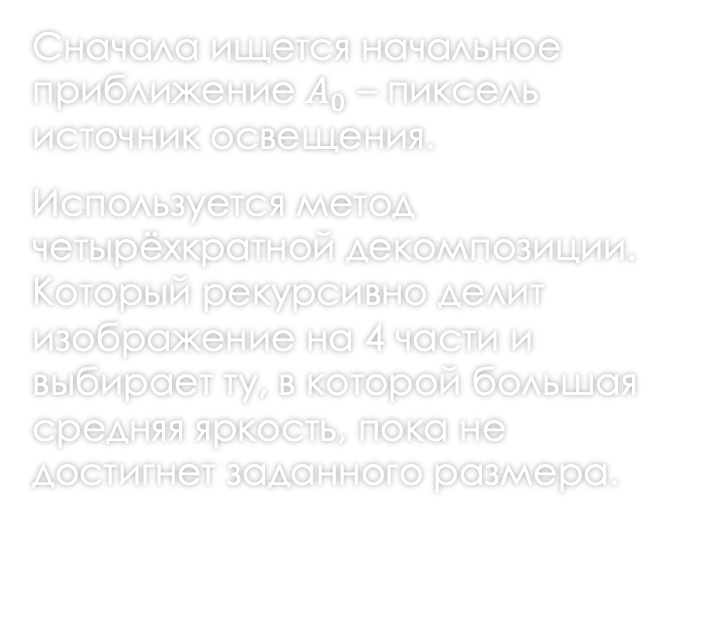 Сначала ищется начальное
приближение A₀ – пиксель
источник освещения.
Используется метод
четырёхкратной декомпозиции.
Который рекурсивно делит
изображение на 4 части и
выбирает ту, в которой большая
средняя яркость, пока не
достигнет заданного размера.